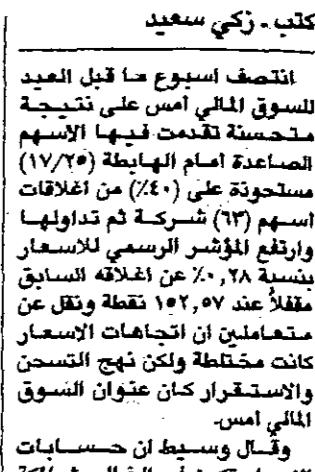 كتب ـ زكي سعيد
انتصف اسبوع ما قبل العيد
للسوق المالي أمس على نتيجة
متحسنة تقدمت فيها الاسهم
الصاعدة امام الهابطة (١٧/٢٥)
مستحوذة على (٤٠٪) من اغلاقات
اسهم (٦٣) شركة تم تداولها
وارتفع المؤشر الرسمي للاسعار
بنسبة ٠,٢٨٪ عن اغلاقه السابق
مقفلاً عند ١٥٢,٥٧ نقطة ونقل عن
متعاملين ان اتجاهات الاسعار
كانت مختلطة ولكن نهج التسحن
والاستقرار كان عنوان السوق
المالي أمس.
وقال وسيط ان حسابات